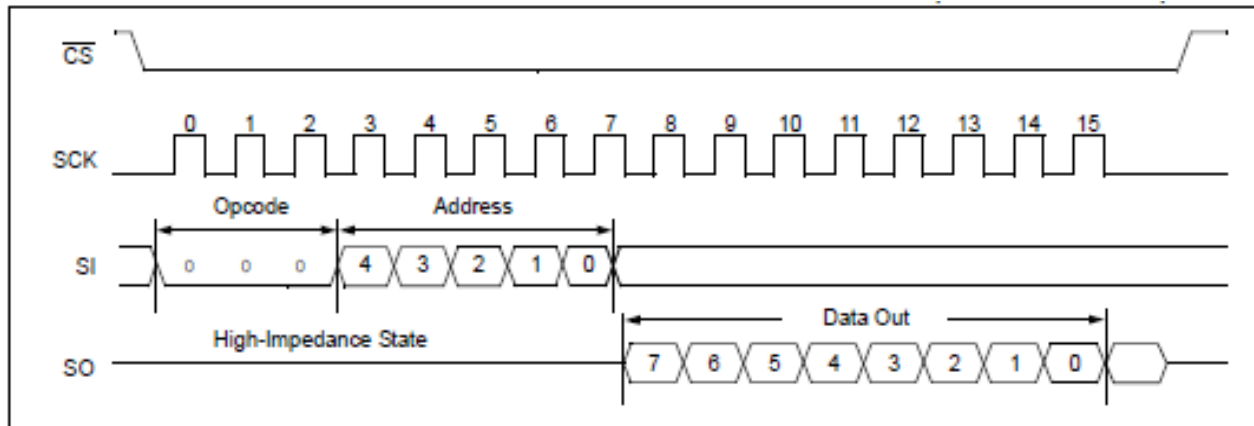 CS
0 1 2 3 4 5 6 7 8 9 10 11 12 13 14 15
SCK
Opcode Address
SI 0 0 0 4 3 2 1 0
Data Out
High-Impedance State
SO 7 6 5 4 3 2 1 0